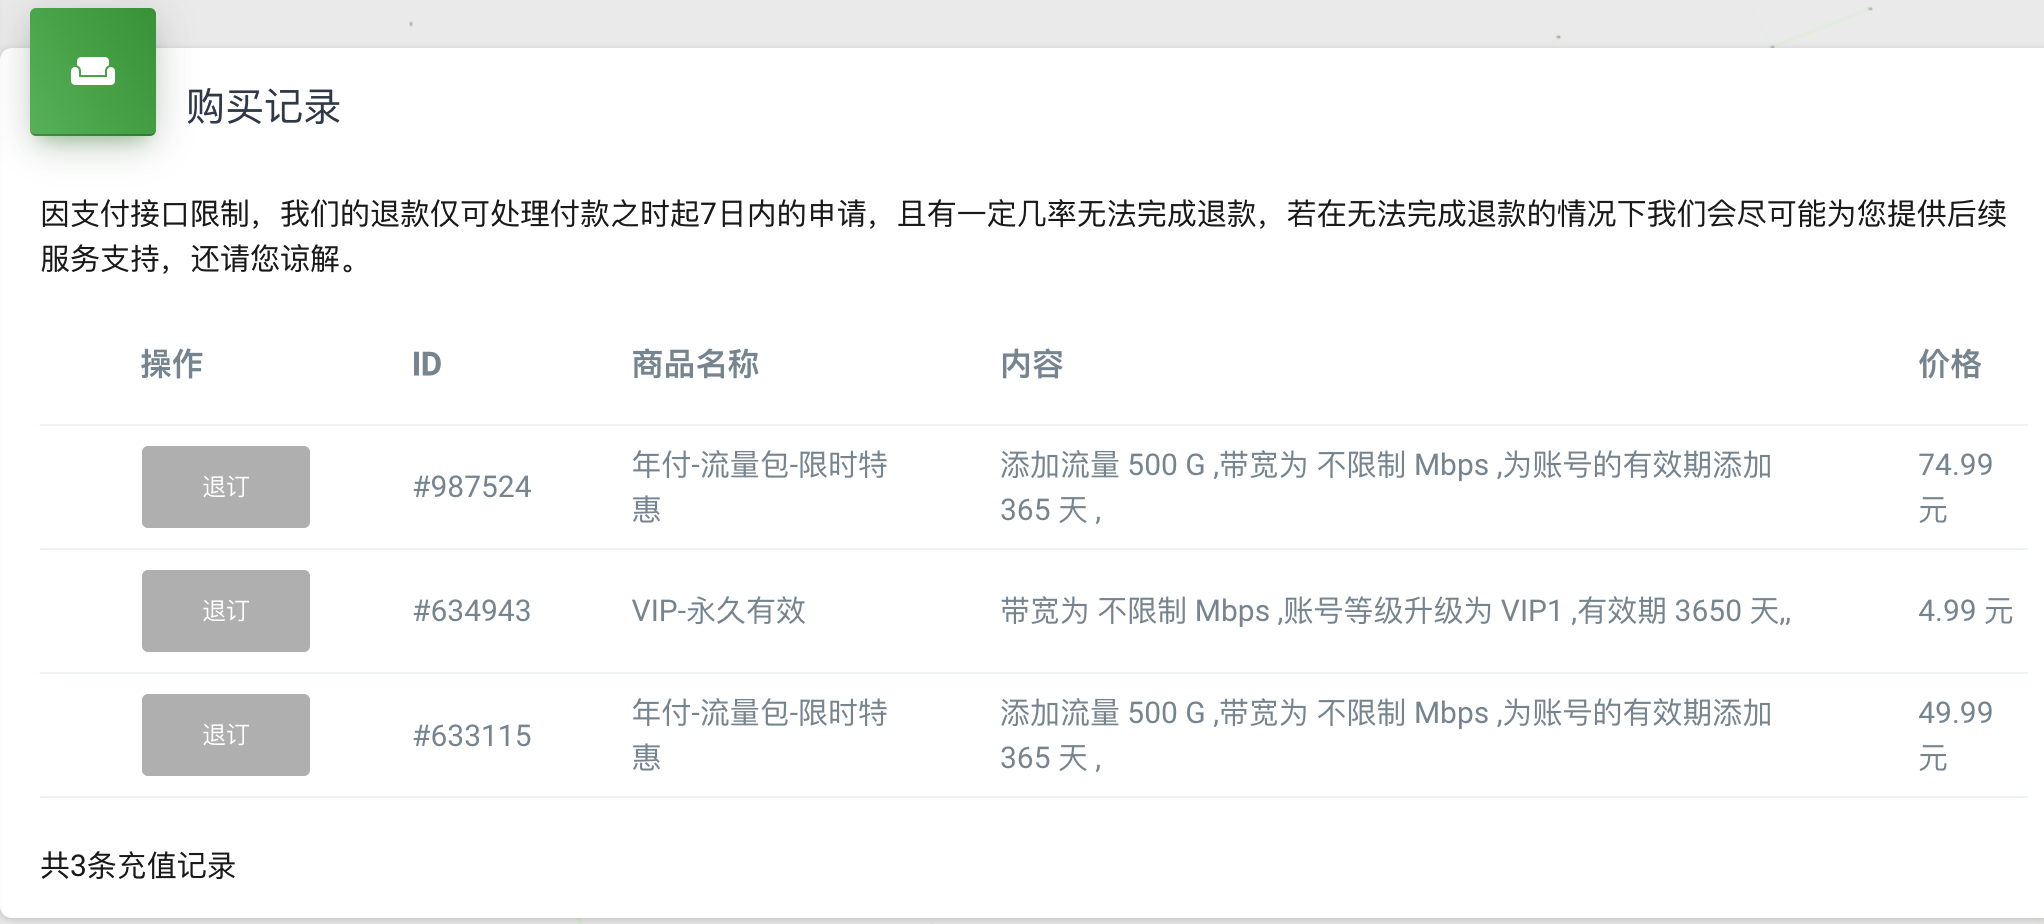 购买记录
因支付接口限制，我们的退款仅可处理付款之时起7日内的申请，且有一定几率无法完成退款，若在无法完成退款的情况下我们会尽可能为您提供后续
服务支持，还请您谅解。
操作 ID 商品名称 内容 价格
退订 #987524 年付-流量包-限时特 添加流量 500 G ,带宽为 不限制 Mbps ,为账号的有效期添加 74.99
惠 365 天 , 元
退订 #634943 VIP-永久有效 带宽为 不限制 Mbps ,账号等级升级为 VIP1 ,有效期 3650 天,, 4.99 元
退订 #633115 年付-流量包-限时特 添加流量 500 G ,带宽为 不限制 Mbps ,为账号的有效期添加 49.99
惠 365 天 , 元
共3条充值记录